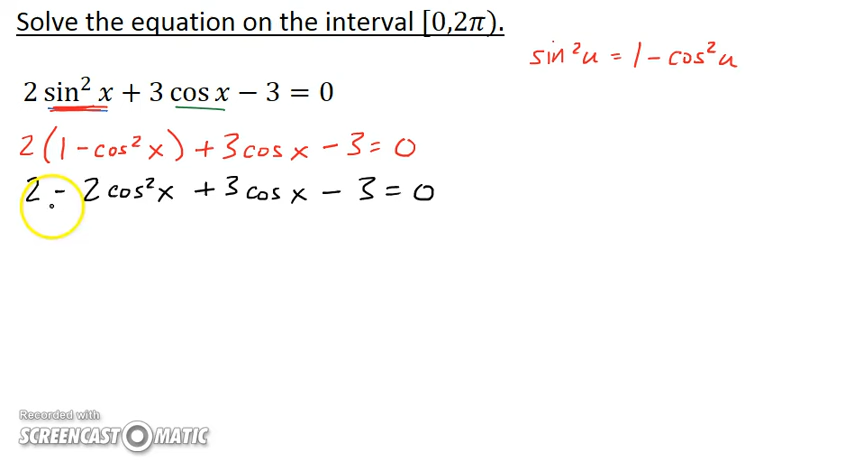 Solve the equation on the interval [0,2π).
sin²u = 1 - cos²u
2 sin² x + 3 cos x − 3 = 0
2(1 - cos²x) + 3cos x - 3 = 0
2 - 2cos²x + 3cos x - 3 = 0
Recorded with
SCREENCAST O MATIC